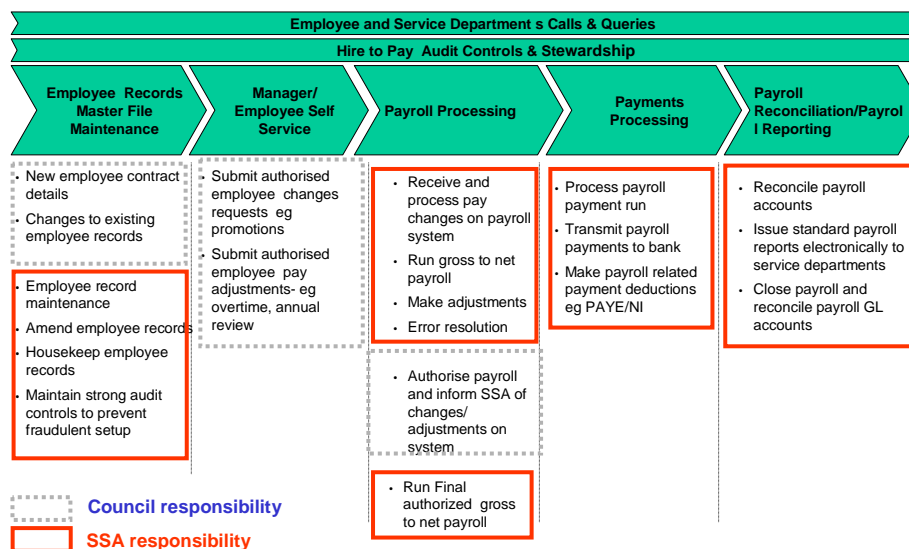 Employee and Service Department s Calls & Queries
Hire to Pay Audit Controls & Stewardship
Employee Records
Master File
Maintenance
Manager/
Employee Self
Service
Payroll Processing
Payments
Processing
Payroll
Reconciliation/Payrol
l Reporting
• New employee contract
details
• Changes to existing
employee records
• Employee record
maintenance
• Amend employee records
• Housekeep employee
records
• Maintain strong audit
controls to prevent
fraudulent setup
• Submit authorised
employee changes
requests eg
promotions
• Submit authorised
employee pay
adjustments- eg
overtime, annual
review
• Receive and
process pay
changes on payroll
system
• Run gross to net
payroll
• Make adjustments
• Error resolution
• Authorise payroll
and inform SSA of
changes/
adjustments on
system
• Run Final
authorized gross
to net payroll
• Process payroll
payment run
• Transmit payroll
payments to bank
• Make payroll related
payment deductions
eg PAYE/NI
• Reconcile payroll
accounts
• Issue standard payroll
reports electronically to
service departments
• Close payroll and
reconcile payroll GL
accounts
Council responsibility
SSA responsibility